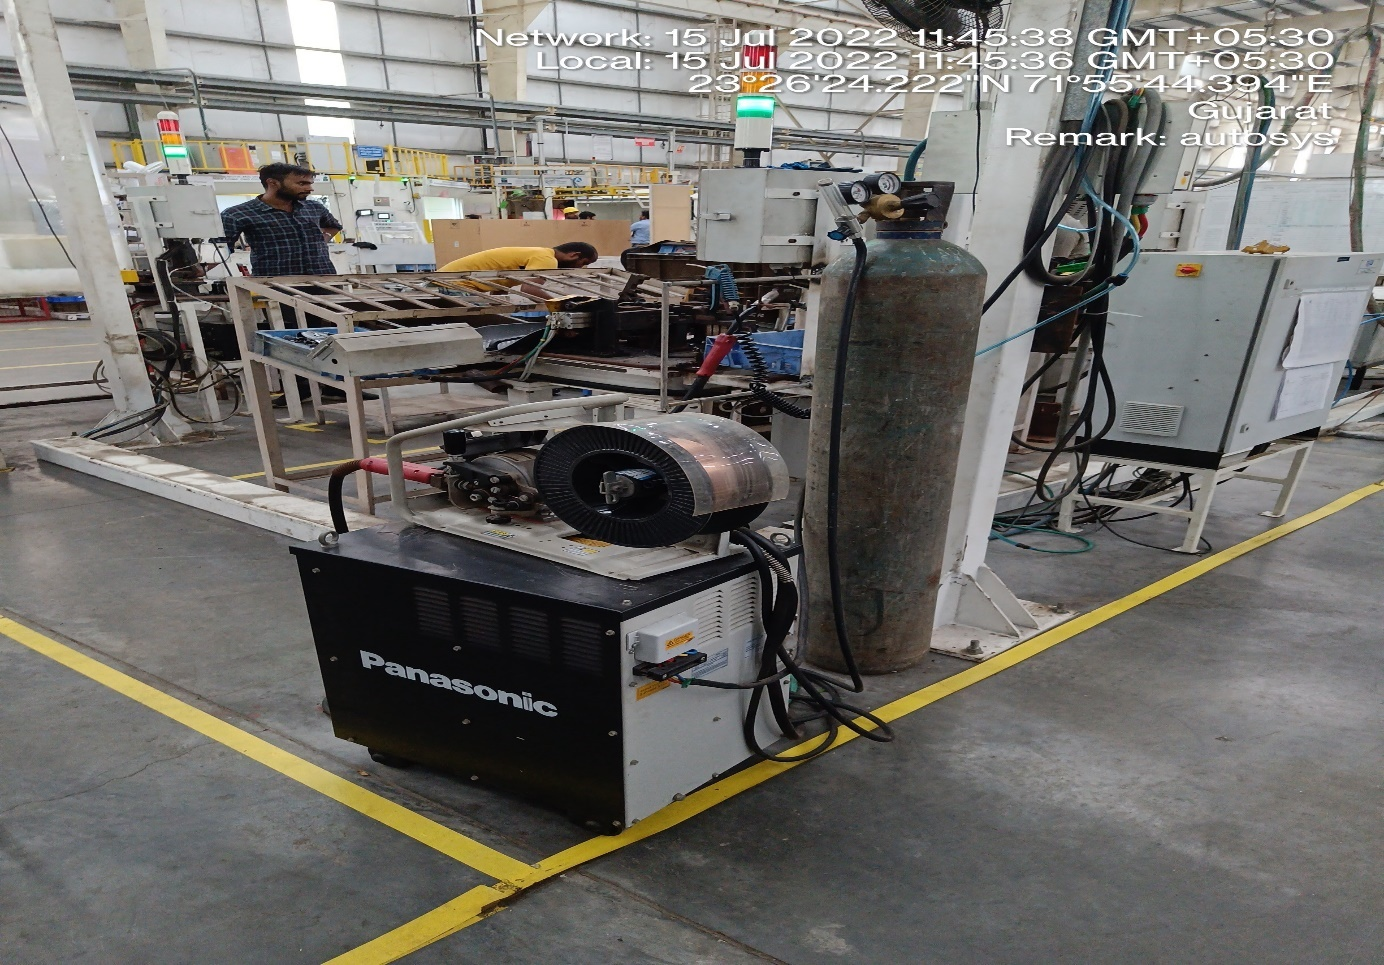 Network: 15 Jul 2022 11:45:38 GMT+05:30
Local: 15 Jul 2022 11:45:36 GMT+05:30
23°26'24.222"N 71°55'44.394"E
Gujarat
Remark: autosys
Panasonic